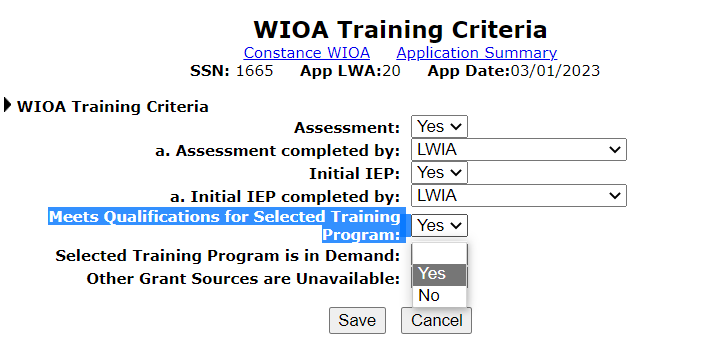 WIOA Training Criteria
Constance WIOA Application Summary
SSN: 1665 App LWA:20 App Date:03/01/2023
WIOA Training Criteria
Assessment: Yes
a. Assessment completed by: LWIA
Initial IEP: Yes
a. Initial IEP completed by: LWIA
Meets Qualifications for Selected Training
Program: Yes
Selected Training Program is in Demand:
Other Grant Sources are Unavailable:
Yes
No
Save Cancel